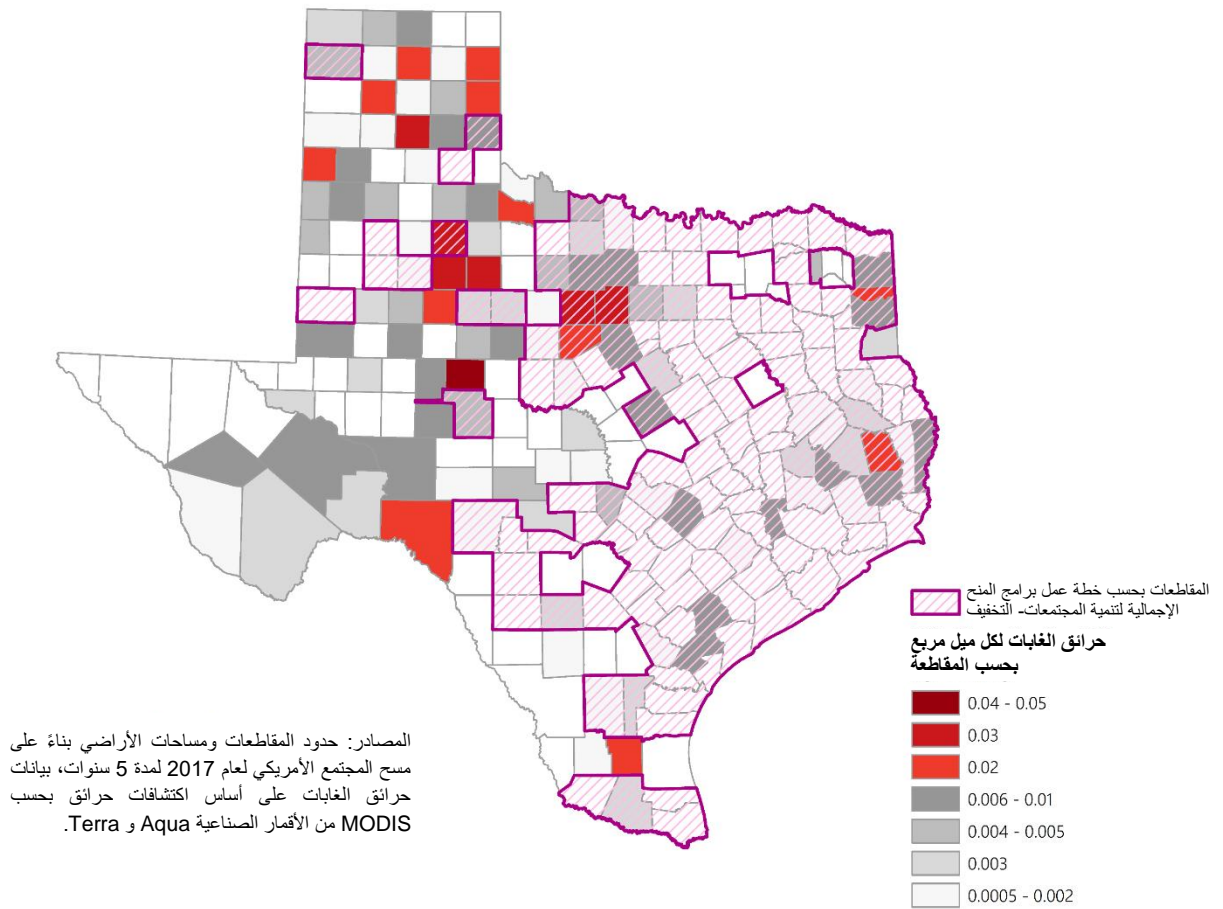 المقاطعات بحسب خطة عمل برامج المنح
الإجمالية لتنمية المجتمعات- التخفيف
حرائق الغابات لكل ميل مربع
بحسب المقاطعة
0.04 - 0.05
0.03
0.02
0.006 - 0.01
0.004 - 0.005
0.003
0.0005 - 0.002
المصادر: حدود المقاطعات ومساحات الأراضي بناءً على
مسح المجتمع الأمريكي لعام 2017 لمدة 5 سنوات، بيانات
حرائق الغابات على أساس اكتشافات حرائق بحسب
MODIS من الأقمار الصناعية Aqua و Terra.